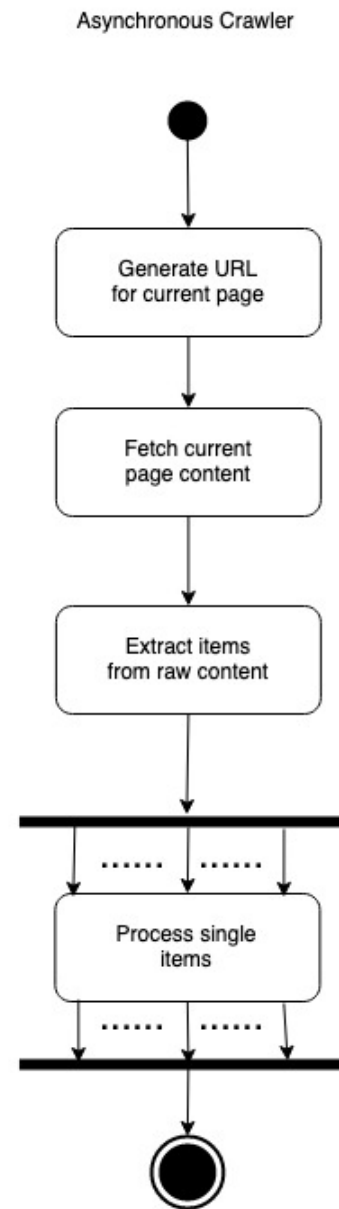 Asynchronous Crawler
Generate URL
for current page
Fetch current
page content
Extract items
from raw content
...... ......
Process single
items
...... ......